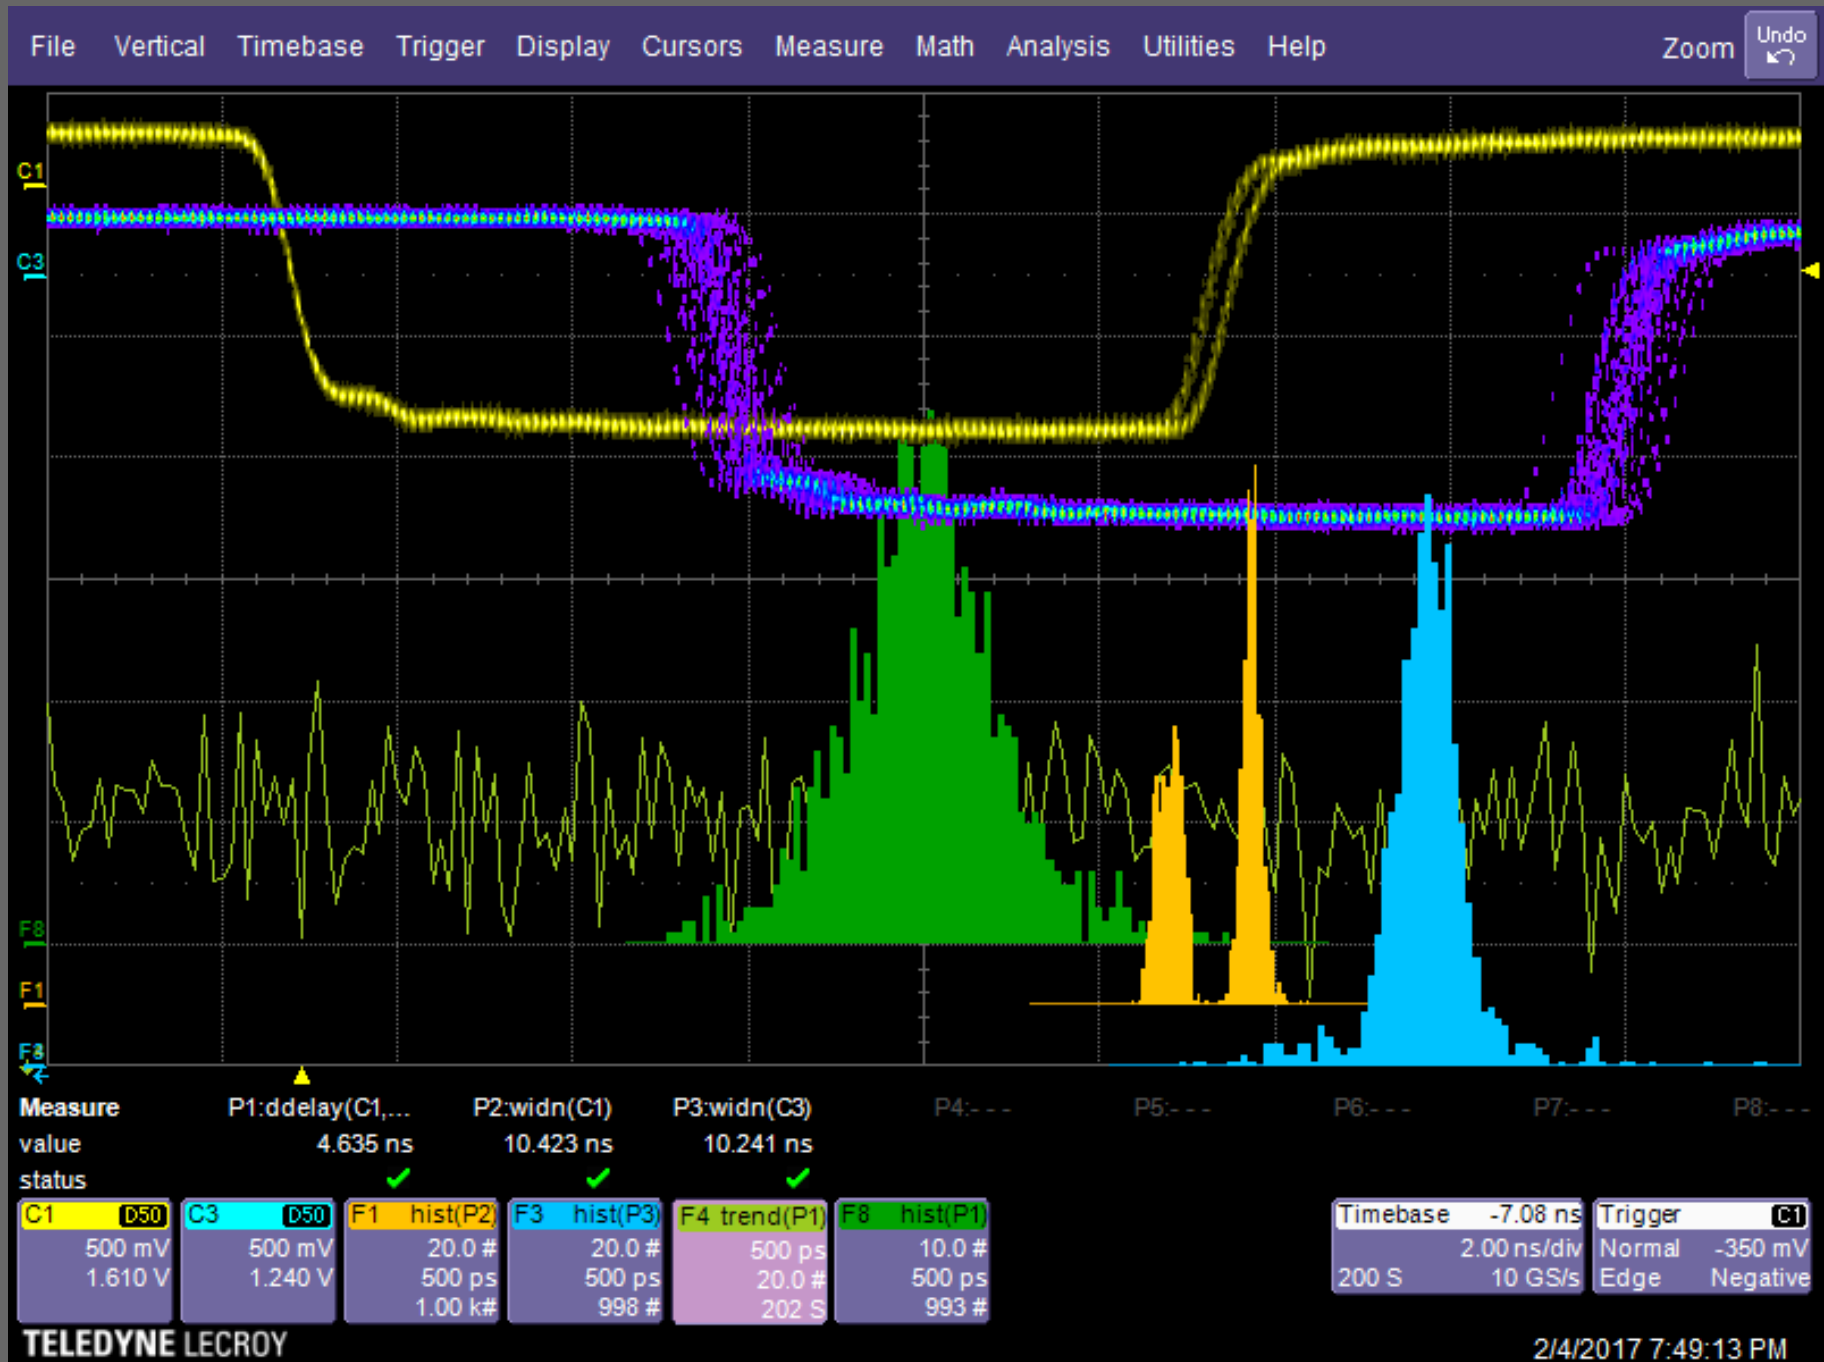 File Vertical Timebase Trigger Display Cursors Measure Math Analysis Utilities Help Zoom Undo
C1
C3
F8
F1
Measure P1:ddelay(C1,... P2:widn(C1) P3:widn(C3) P4:- - - P5:- - - P6:- - - P7:- - - P8:- - -
value 4.635 ns 10.423 ns 10.241 ns
status
C1 D50 C3 D50 F1 hist(P2) F3 hist(P3) F4 trend(P1) F8 hist(P1) Timebase -7.08 ns Trigger C1
500 mV 500 mV 20.0 # 20.0 # 500 ps 10.0 # 2.00 ns/div Normal -350 mV
1.610 V 1.240 V 500 ps 500 ps 20.0 # 500 ps 200 S 10 GS/s Edge Negative
1.00 k# 998 # 202 S 993 #
TELEDYNE LECROY 2/4/2017 7:49:13 PM